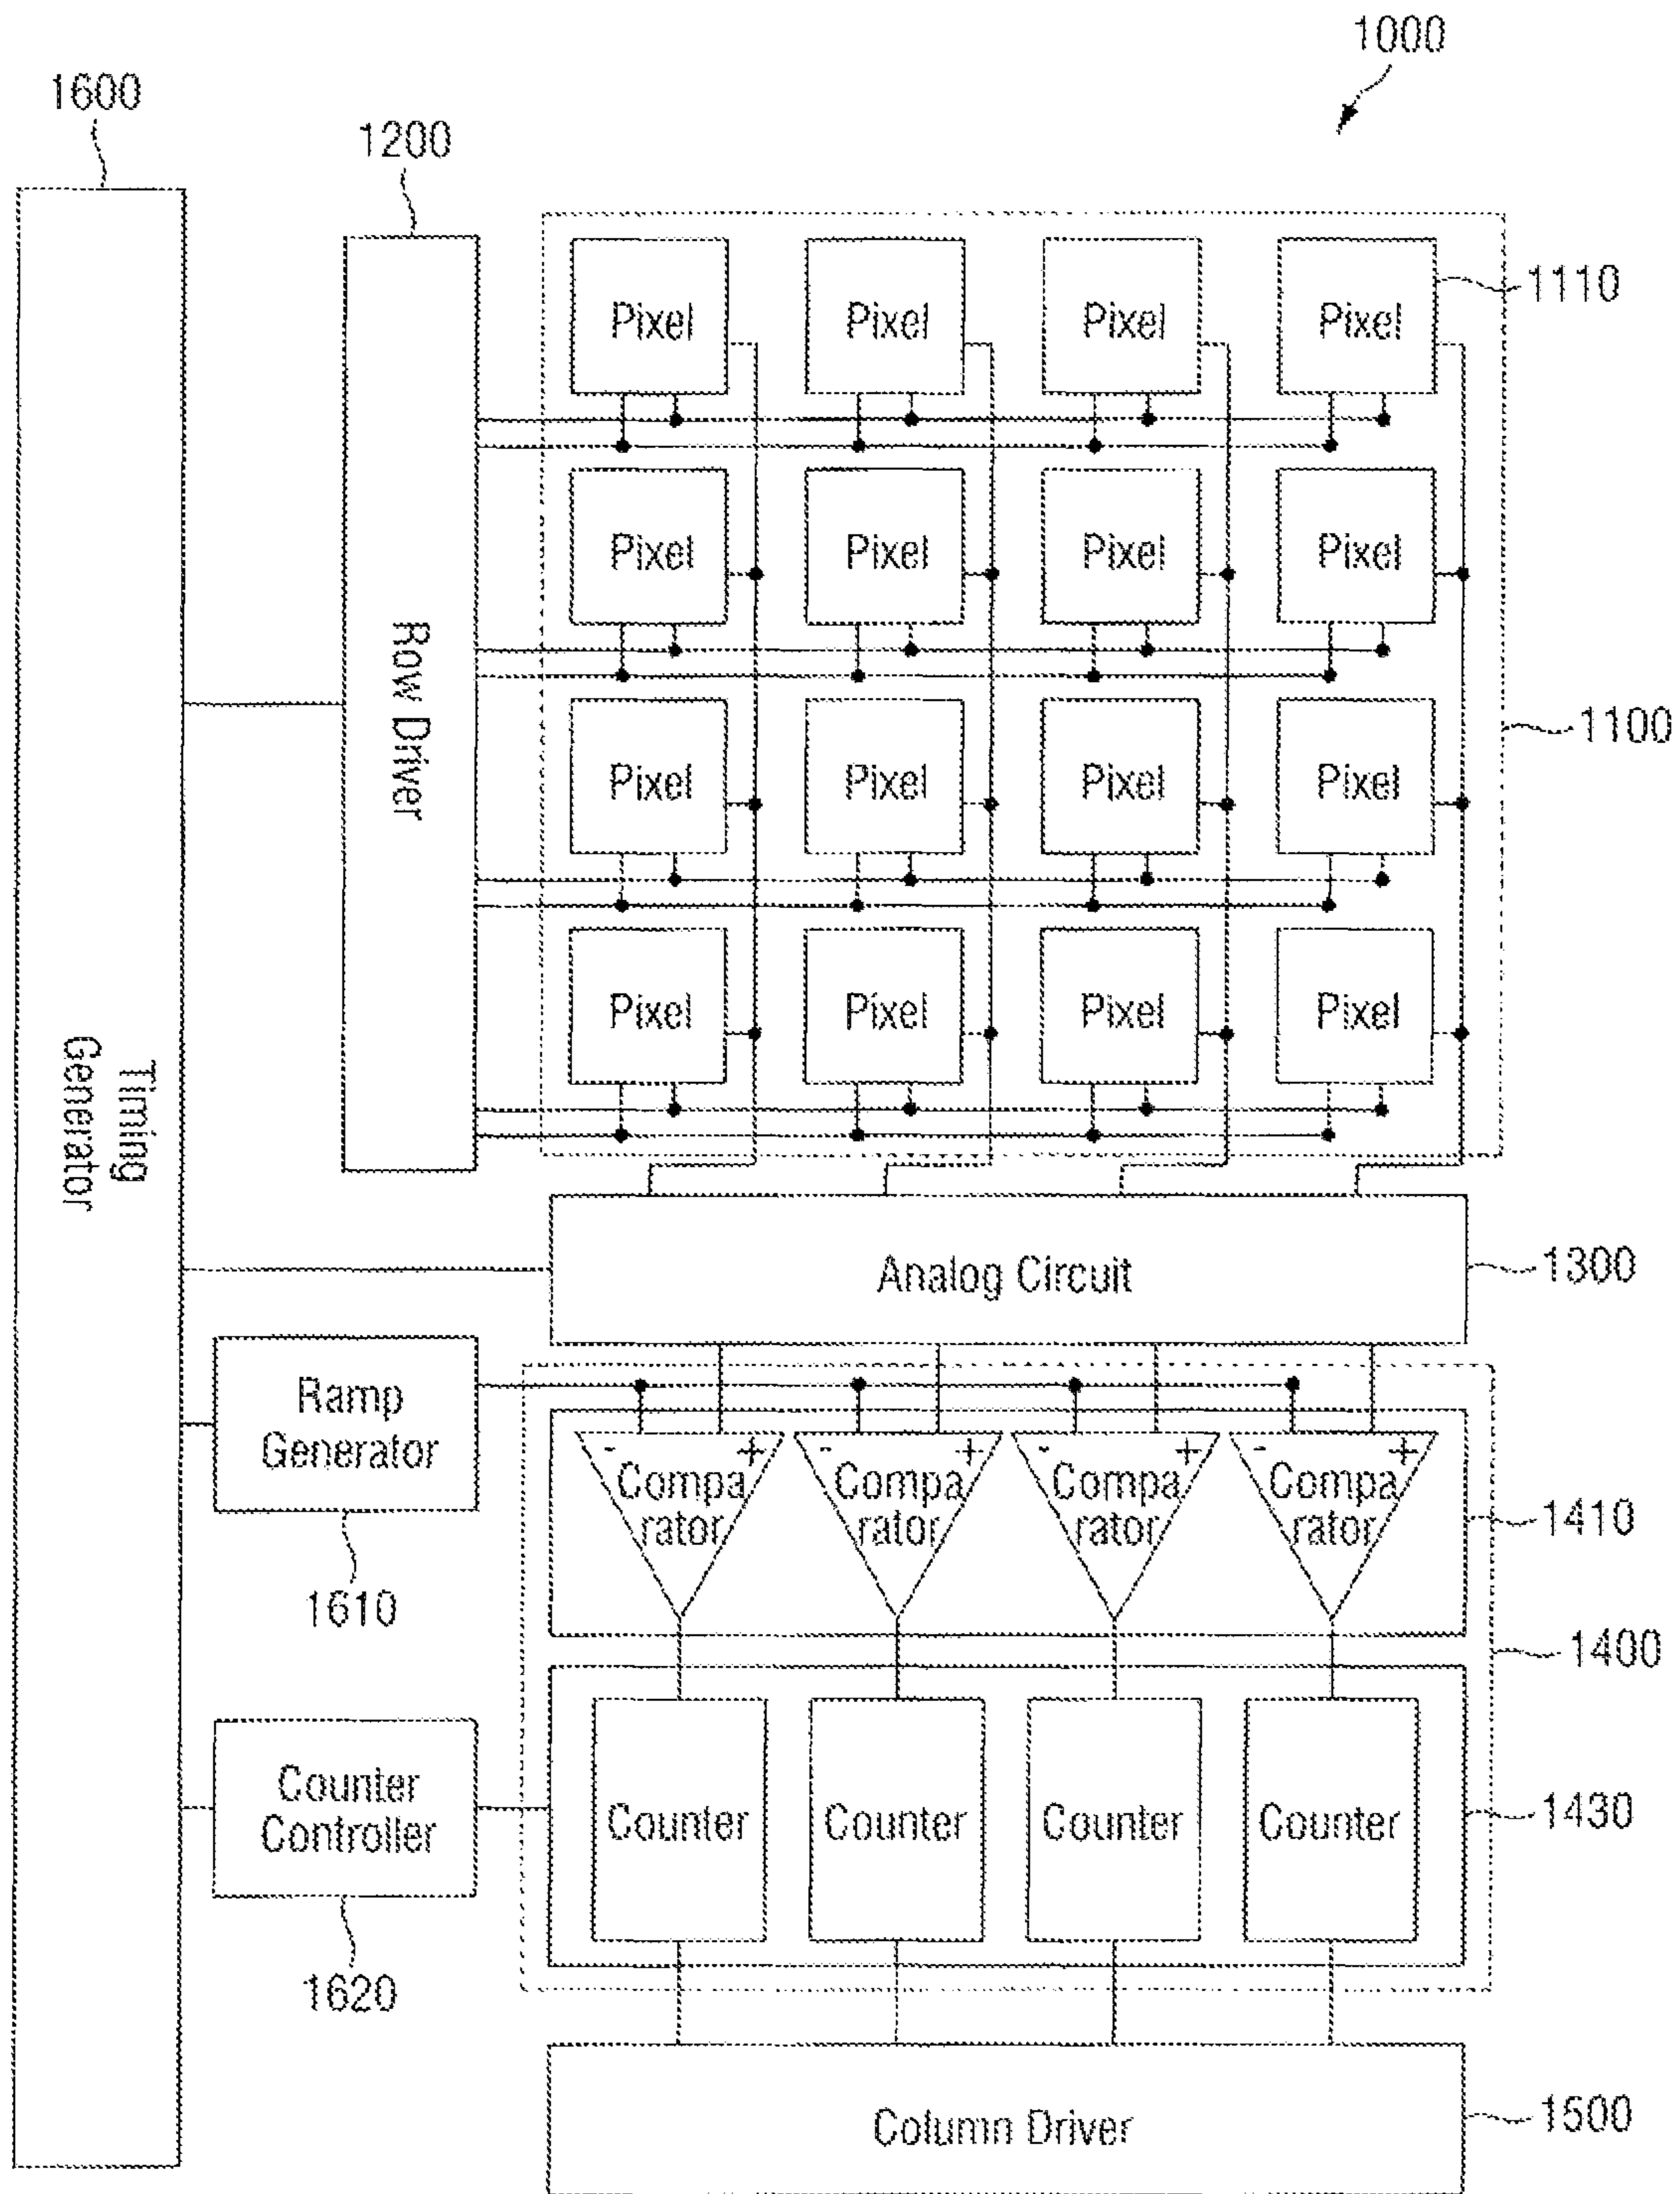 1000
1600
1200
Pixel Pixel Pixel Pixel
1110
Pixel Pixel Pixel Pixel
Row Driver
1100
Pixel Pixel Pixel Pixel
Pixel Pixel Pixel Pixel
Timing
Generator
Analog Circuit
1300
Ramp
Generator
1610
- + - + - + - +
Compa Compa Compa Compa
rator rator rator rator
1410
1400
Counter
Controller
1620
Counter Counter Counter Counter
1430
Column Driver
1500